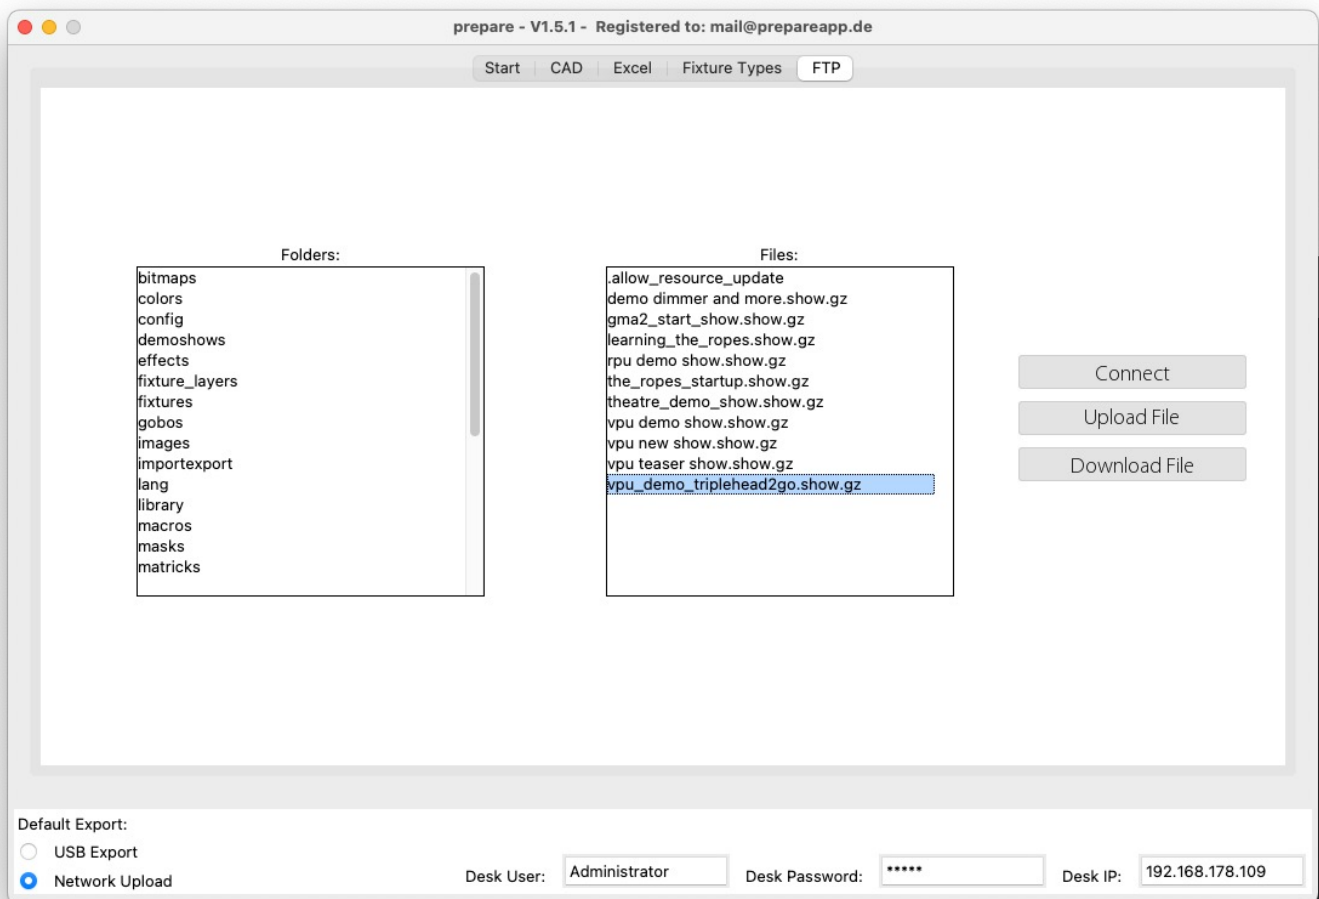 prepare - V1.5.1 - Registered to: mail@prepareapp.de
Start CAD Excel Fixture Types FTP
Folders:
bitmaps
colors
config
demoshows
effects
fixture_layers
fixtures
gobos
images
importexport
lang
library
macros
masks
matricks
Files:
.allow_resource_update
demo dimmer and more.show.gz
gma2_start_show.show.gz
learning_the_ropes.show.gz
rpu demo show.show.gz
the_ropes_startup.show.gz
theatre_demo_show.show.gz
vpu demo show.show.gz
vpu new show.show.gz
vpu teaser show.show.gz
vpu_demo_triplehead2go.show.gz
Connect
Upload File
Download File
Default Export:
USB Export
Network Upload
Desk User: Administrator Desk Password: ***** Desk IP: 192.168.178.109